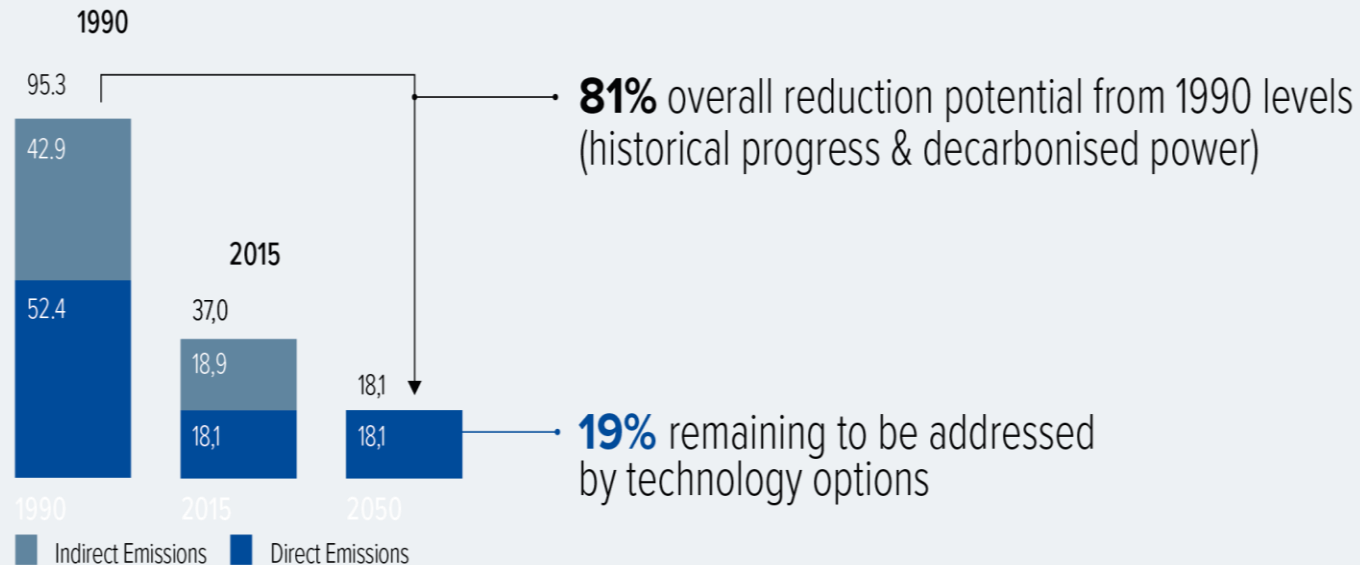 1990
95.3
42.9
52.4
2015
37,0
18,9
18,1
18,1
18,1
1990 2015 2050
Indirect Emissions Direct Emissions
81% overall reduction potential from 1990 levels
(historical progress & decarbonised power)
19% remaining to be addressed
by technology options